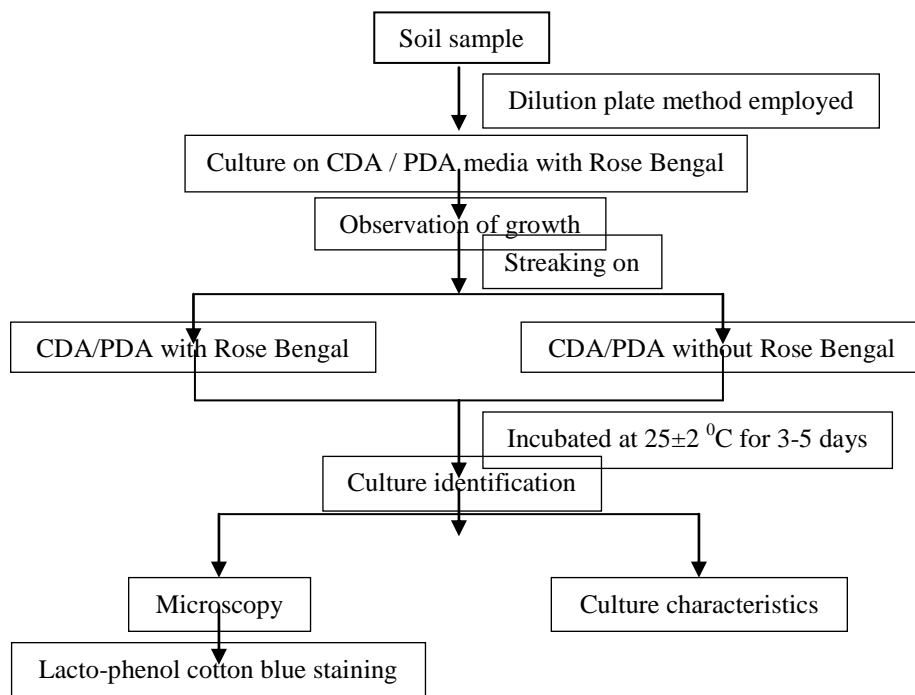 Soil sample
Dilution plate method employed
Culture on CDA / PDA media with Rose Bengal
Observation of growth
Streaking on
CDA/PDA with Rose Bengal
CDA/PDA without Rose Bengal
Incubated at 25±2 ⁰C for 3-5 days
Culture identification
Microscopy
Culture characteristics
Lacto-phenol cotton blue staining